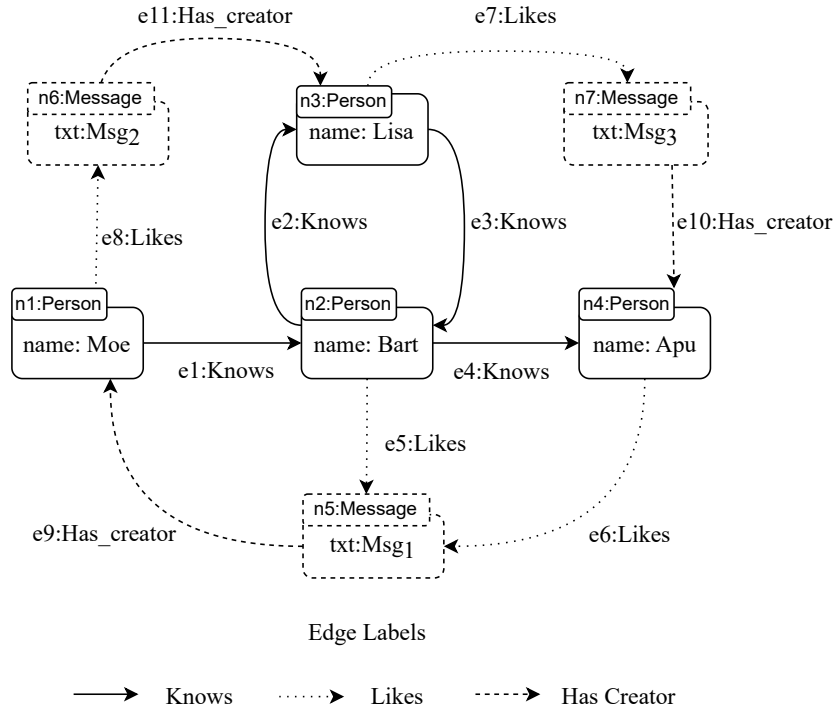 e11:Has_creator
e7:Likes
n6:Message
txt:Msg2
n3:Person
name: Lisa
n7:Message
txt:Msg3
e8:Likes
e2:Knows
e3:Knows
e10:Has_creator
n1:Person
name: Moe
n2:Person
name: Bart
n4:Person
name: Apu
e1:Knows
e4:Knows
e5:Likes
e9:Has_creator
n5:Message
txt:Msg1
e6:Likes
Edge Labels
Knows
Likes
Has Creator